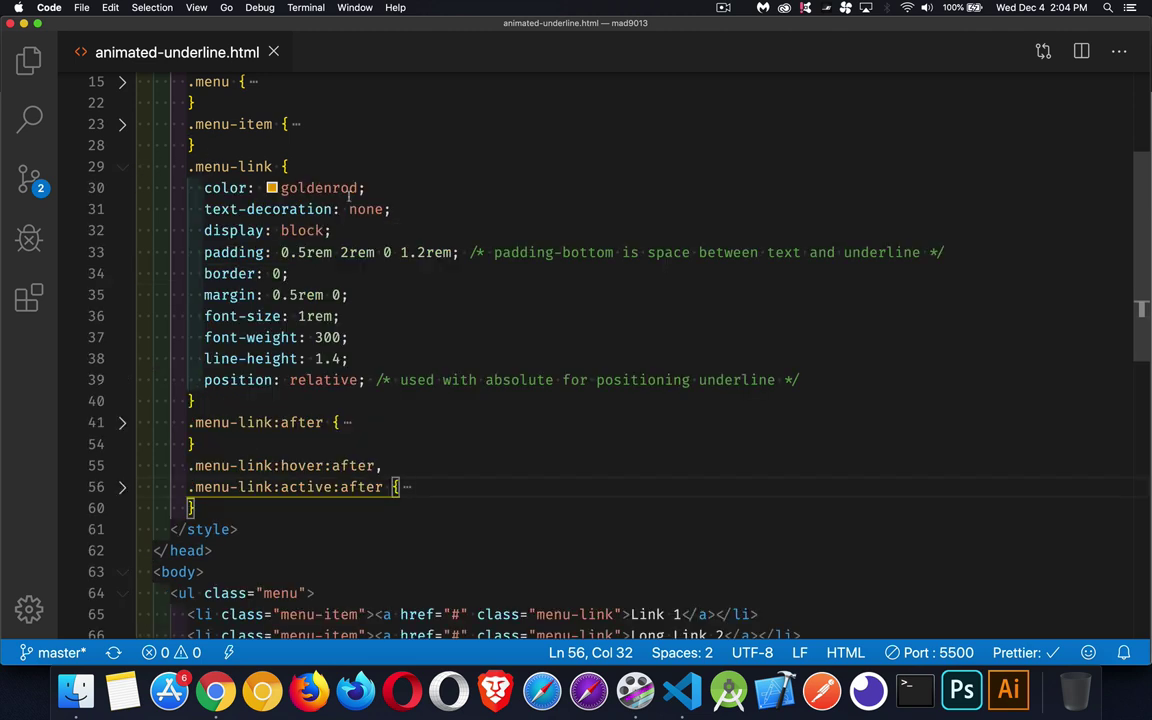 Code File Edit Selection View Go Debug Terminal Window Help 100% Wed Dec 4 2:04 PM
animated-underline.html — mad9013
<> animated-underline.html
15 .menu { …
22 }
23 .menu-item { …
28 }
29 .menu-link {
30 color: goldenrod;
31 text-decoration: none;
32 display: block;
33 padding: 0.5rem 2rem 0 1.2rem; /* padding-bottom is space between text and underline */
34 border: 0;
35 margin: 0.5rem 0;
36 font-size: 1rem;
37 font-weight: 300;
38 line-height: 1.4;
39 position: relative; /* used with absolute for positioning underline */
40 }
41 .menu-link:after { …
54 }
55 .menu-link:hover:after,
56 .menu-link:active:after { …
60 }
61 </style>
62 </head>
63 <body>
64 <ul class="menu">
65 <li class="menu-item"><a href="#" class="menu-link">Link 1</a></li>
66 <li class="menu-item"><a href="#" class="menu-link">Long Link 2</a></li>
2
master* 0 0 Ln 56, Col 32 Spaces: 2 UTF-8 LF HTML Port : 5500 Prettier: ✓
6
>_
Ps
Ai